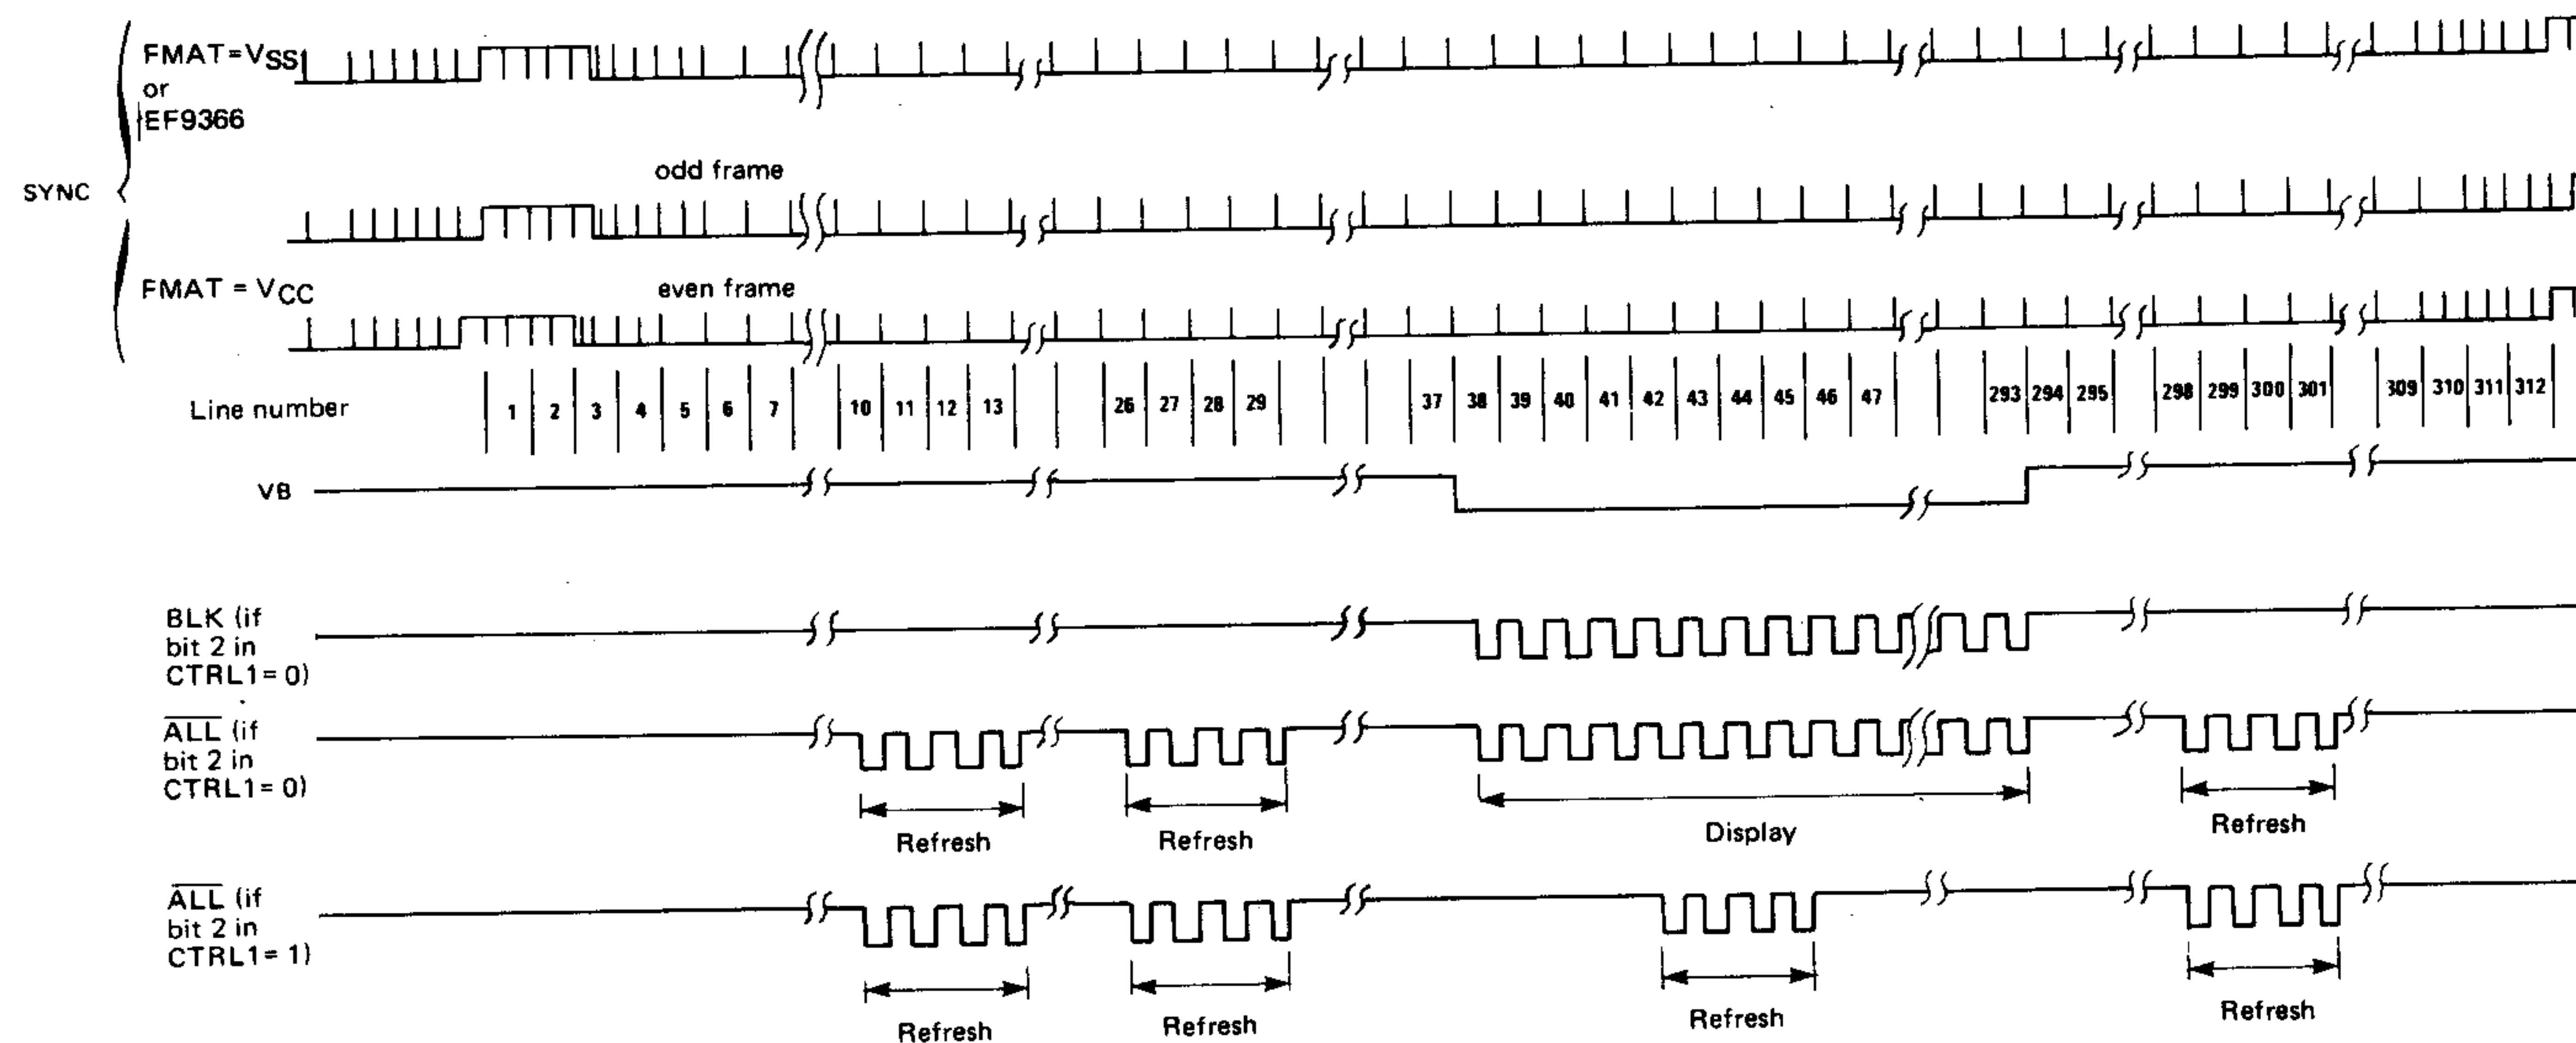 FMAT=VSS
or
EF9366
SYNC
odd frame
FMAT = VCC
even frame
Line number
1 2 3 4 5 6 7 10 11 12 13 26 27 28 29 37 38 39 40 41 42 43 44 45 46 47 293 294 295 298 299 300 301 309 310 311 312
VB
BLK (if
bit 2 in
CTRL1= 0)
ALL (if
bit 2 in
CTRL1= 0)
Refresh
Refresh
Display
Refresh
ALL (if
bit 2 in
CTRL1= 1)
Refresh
Refresh
Refresh
Refresh